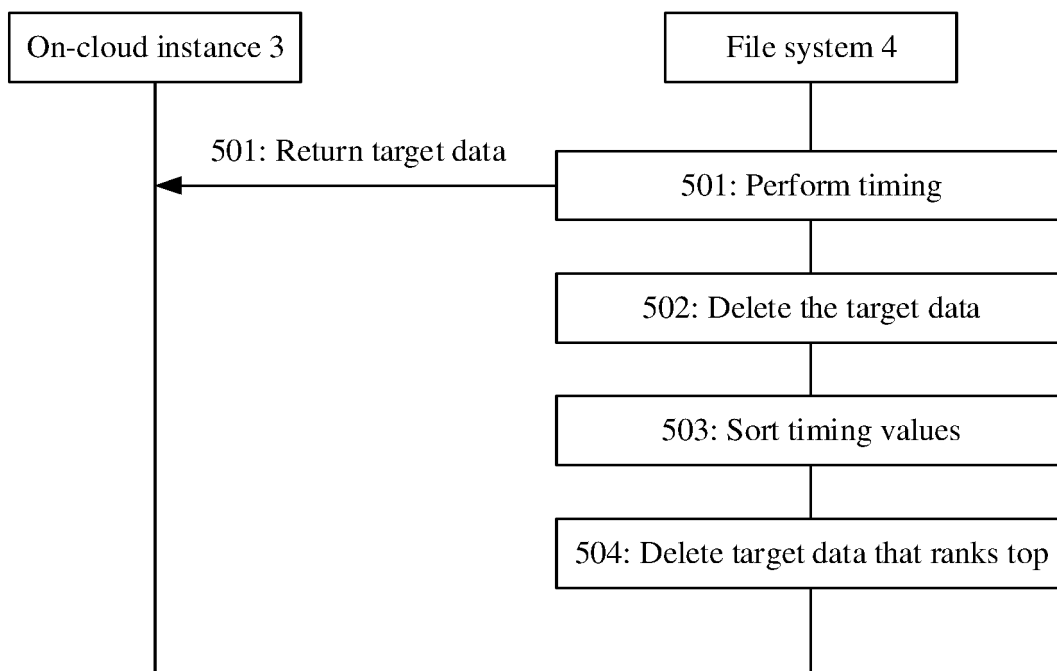 On-cloud instance 3
File system 4
501: Return target data
501: Perform timing
502: Delete the target data
503: Sort timing values
504: Delete target data that ranks top